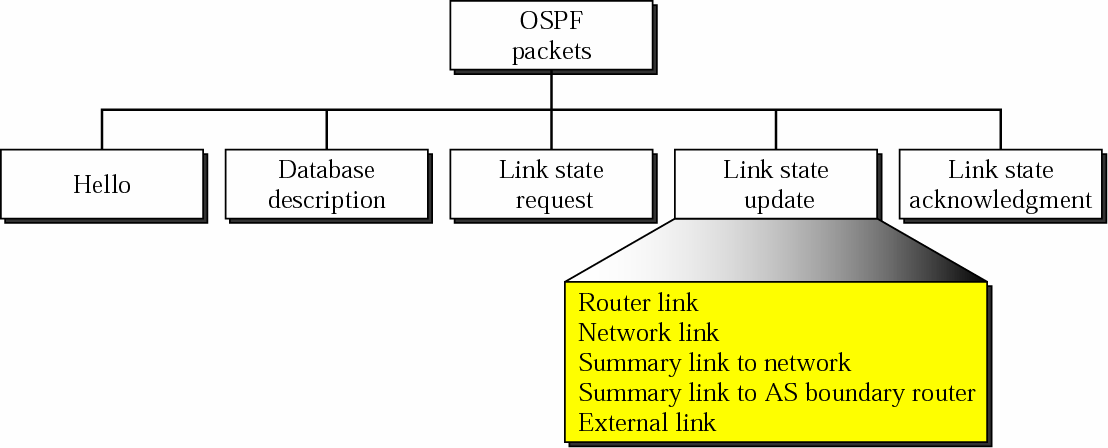 OSPF
packets
Hello
Database
description
Link state
request
Link state
update
Link state
acknowledgment
Router link
Network link
Summary link to network
Summary link to AS boundary router
External link